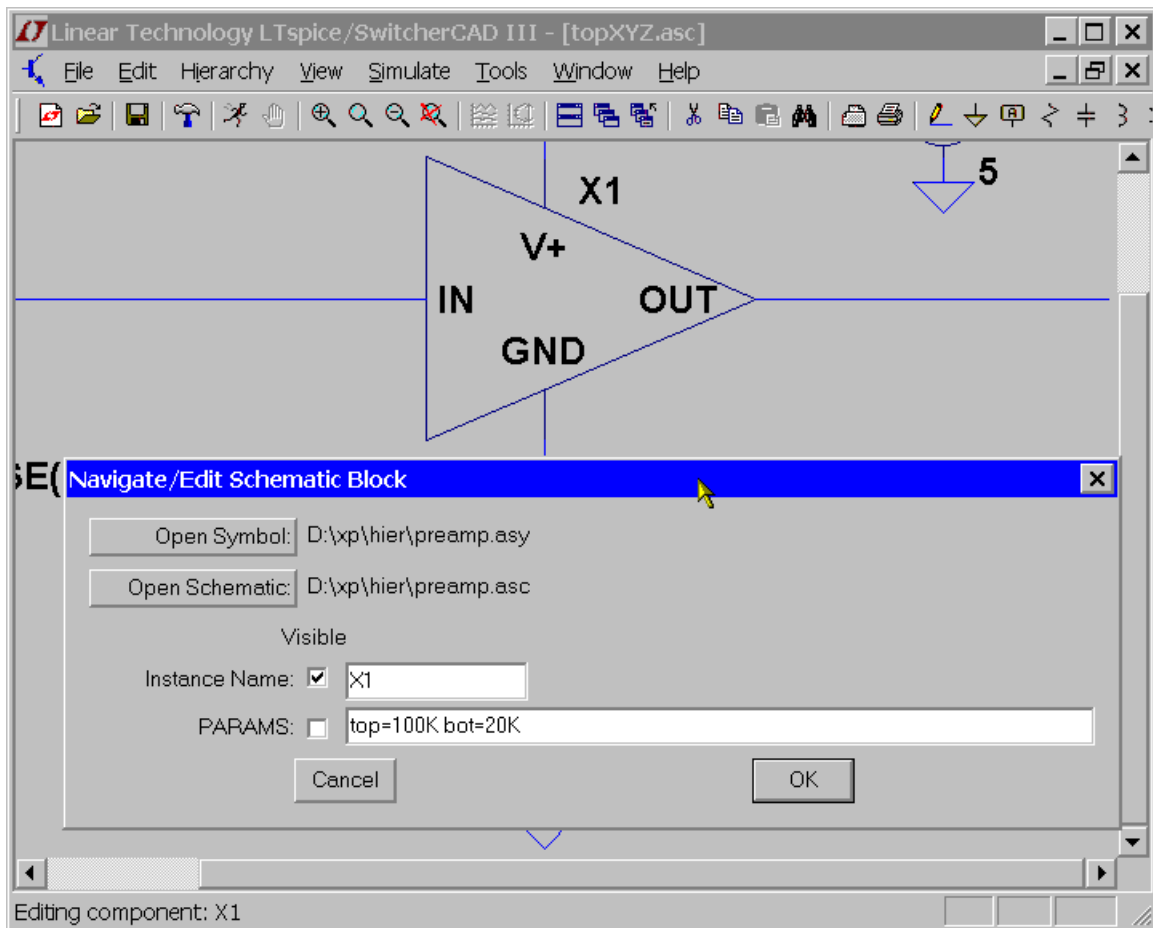 Linear Technology LTspice/SwitcherCAD III - [topXYZ.asc]
File Edit Hierarchy View Simulate Tools Window Help
X1
5
V+
IN
OUT
GND
SE(
Navigate/Edit Schematic Block
Open Symbol: D:\xp\hier\preamp.asy
Open Schematic: D:\xp\hier\preamp.asc
Visible
Instance Name: X1
PARAMS: top=100K bot=20K
Cancel OK
Editing component: X1